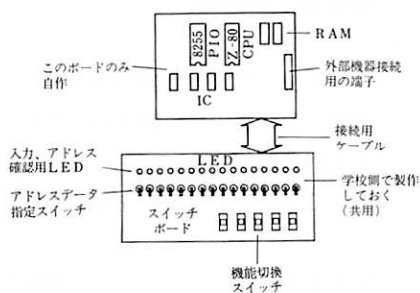 8255
PIO
Z-80
CPU
RAM
このボードのみ
自作
外部機器接続
用の端子
IC
接続用
ケーブル
入力、アドレス
確認用LED
LED
アドレスデータ
指定スイッチ
スイッチ
ボード
学校側で製作
しておく
(共用)
機能切換
スイッチ